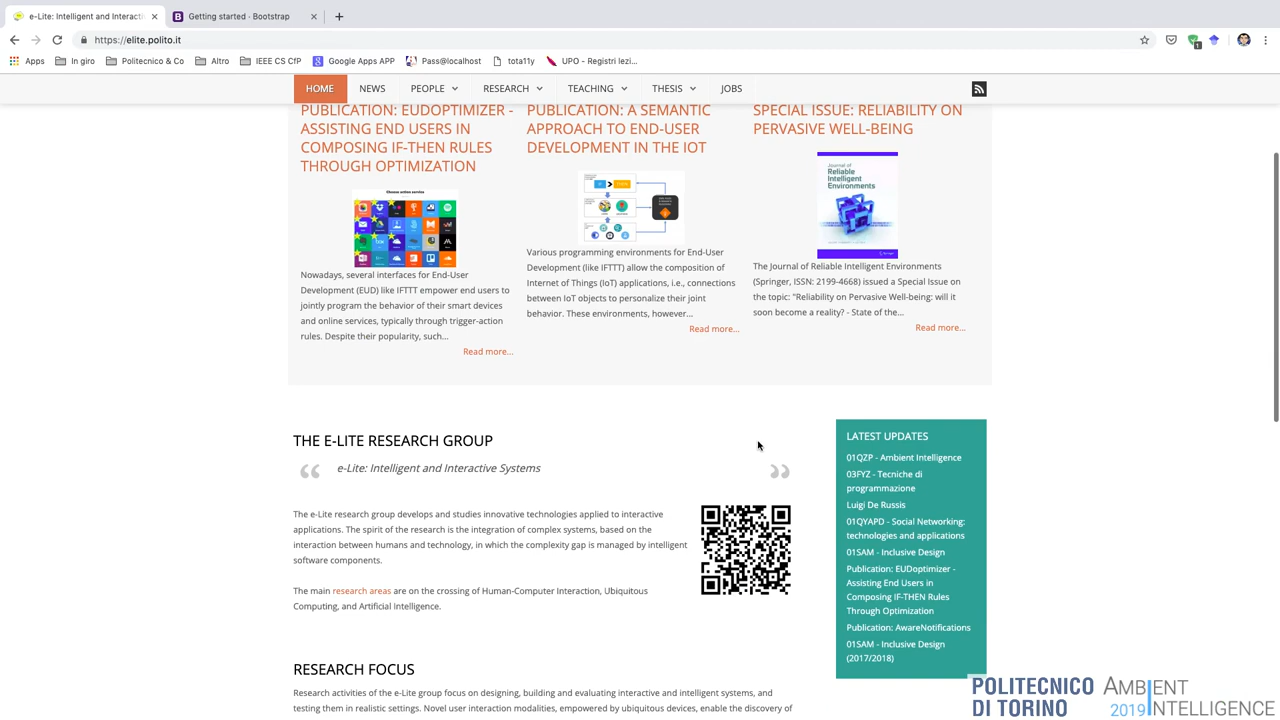 e-Lite: Intelligent and Interacti
Getting started · Bootstrap
https://elite.polito.it
Apps
In giro
Politecnico & Co
Altro
IEEE CS CfP
Google Apps APP
Pass@localhost
tota11y
UPO - Registri lezi...
HOME
NEWS
PEOPLE
RESEARCH
TEACHING
THESIS
JOBS
PUBLICATION: EUDOPTIMIZER -
ASSISTING END USERS IN
COMPOSING IF-THEN RULES
THROUGH OPTIMIZATION
Nowadays, several interfaces for End-User
Development (EUD) like IFTTT empower end users to
jointly program the behavior of their smart devices
and online services, typically through trigger-action
rules. Despite their popularity, such...
Read more...
PUBLICATION: A SEMANTIC
APPROACH TO END-USER
DEVELOPMENT IN THE IOT
Various programming environments for End-User
Development (like IFTTT) allow the composition of
Internet of Things (IoT) applications, i.e., connections
between IoT objects to personalize their joint
behavior. These environments, however...
Read more...
SPECIAL ISSUE: RELIABILITY ON
PERVASIVE WELL-BEING
Journal of
Reliable
Intelligent
Environments
The Journal of Reliable Intelligent Environments
(Springer, ISSN: 2199-4668) issued a Special Issue on
the topic: "Reliability on Pervasive Well-being: will it
soon become a reality? - State of the...
Read more...
THE E-LITE RESEARCH GROUP
e-Lite: Intelligent and Interactive Systems
The e-Lite research group develops and studies innovative technologies applied to interactive
applications. The spirit of the research is the integration of complex systems, based on the
interaction between humans and technology, in which the complexity gap is managed by intelligent
software components.
The main research areas are on the crossing of Human-Computer Interaction, Ubiquitous
Computing, and Artificial Intelligence.
RESEARCH FOCUS
Research activities of the e-Lite group focus on designing, building and evaluating interactive and intelligent systems, and
testing them in realistic settings. Novel user interaction modalities, empowered by ubiquitous devices, enable the discovery of
LATEST UPDATES
01QZP - Ambient Intelligence
03FYZ - Tecniche di
programmazione
Luigi De Russis
01QYAPD - Social Networking:
technologies and applications
01SAM - Inclusive Design
Publication: EUDoptimizer -
Assisting End Users in
Composing IF-THEN Rules
Through Optimization
Publication: AwareNotifications
01SAM - Inclusive Design
(2017/2018)
POLITECNICO
DI TORINO
AMBIENT
2019 INTELLIGENCE